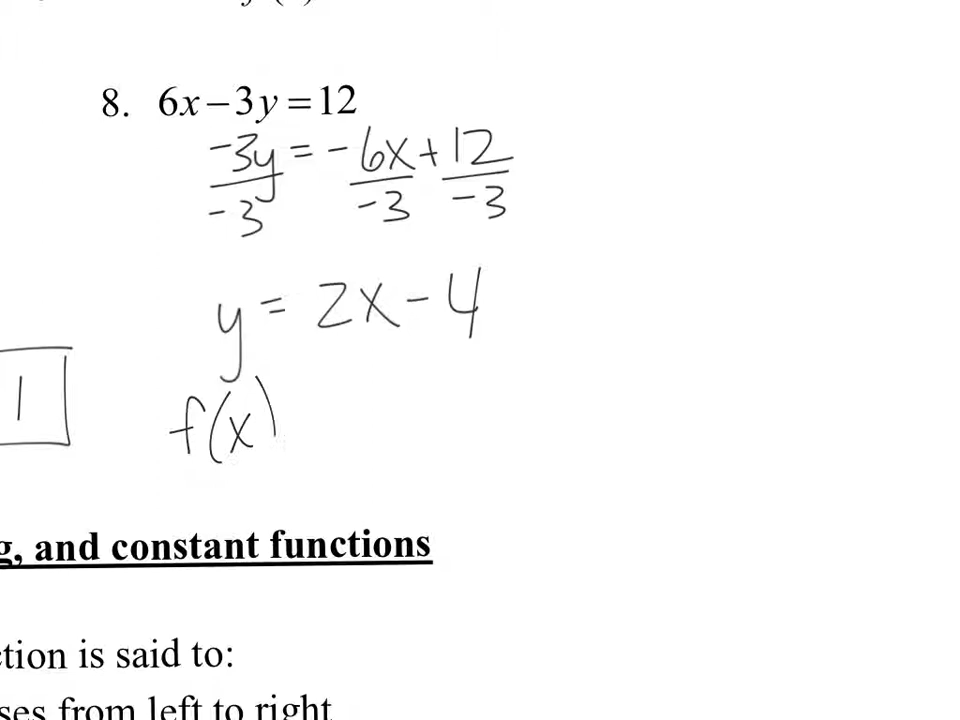 8. 6x-3y=12
-3y = -6x+12
-3 -3 -3
y = 2x-4
1
f(x)
g, and constant functions
ction is said to:
ses from left to right